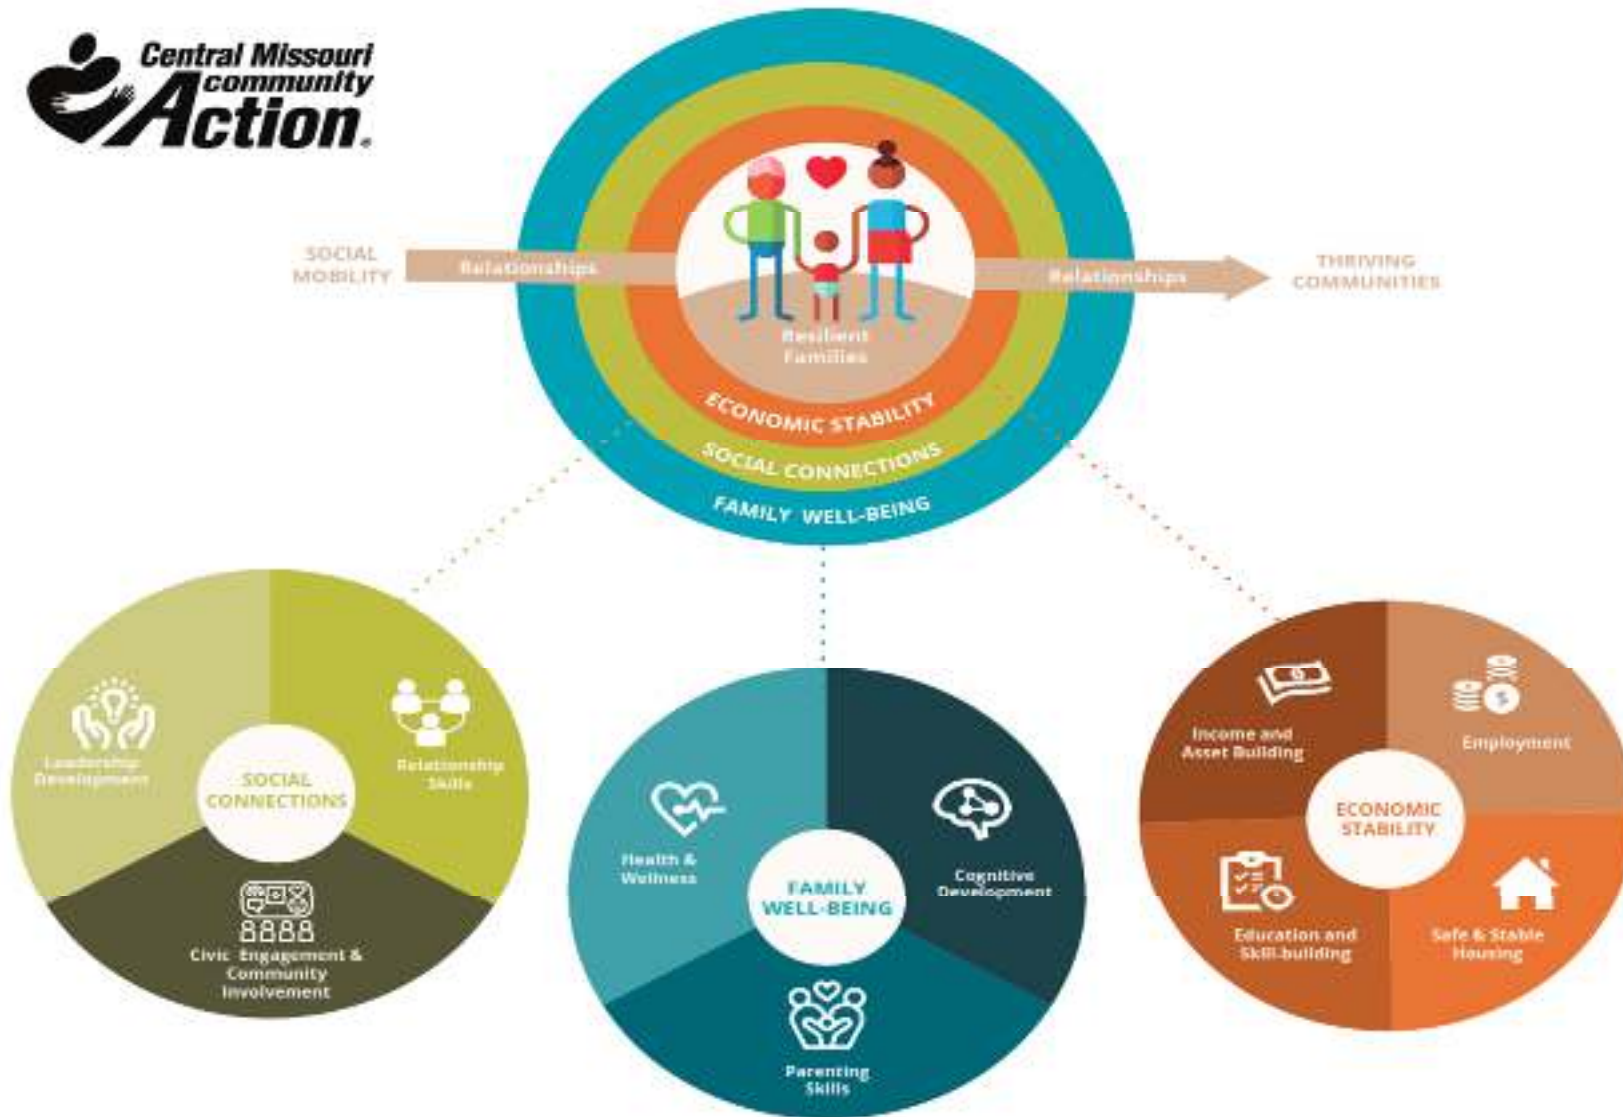 Central Missouri
community
Action®
SOCIAL
MOBILITY
Relationships
Relationships
THRIVING
COMMUNITIES
Resilient
Families
ECONOMIC STABILITY
SOCIAL CONNECTIONS
FAMILY WELL-BEING
Leadership
Development
Relationship
Skills
SOCIAL
CONNECTIONS
Civic Engagement &
Community
Involvement
Health &
Wellness
Cognitive
Development
FAMILY
WELL-BEING
Parenting
Skills
Income and
Asset Building
Employment
ECONOMIC
STABILITY
Education and
Skill-building
Safe & Stable
Housing